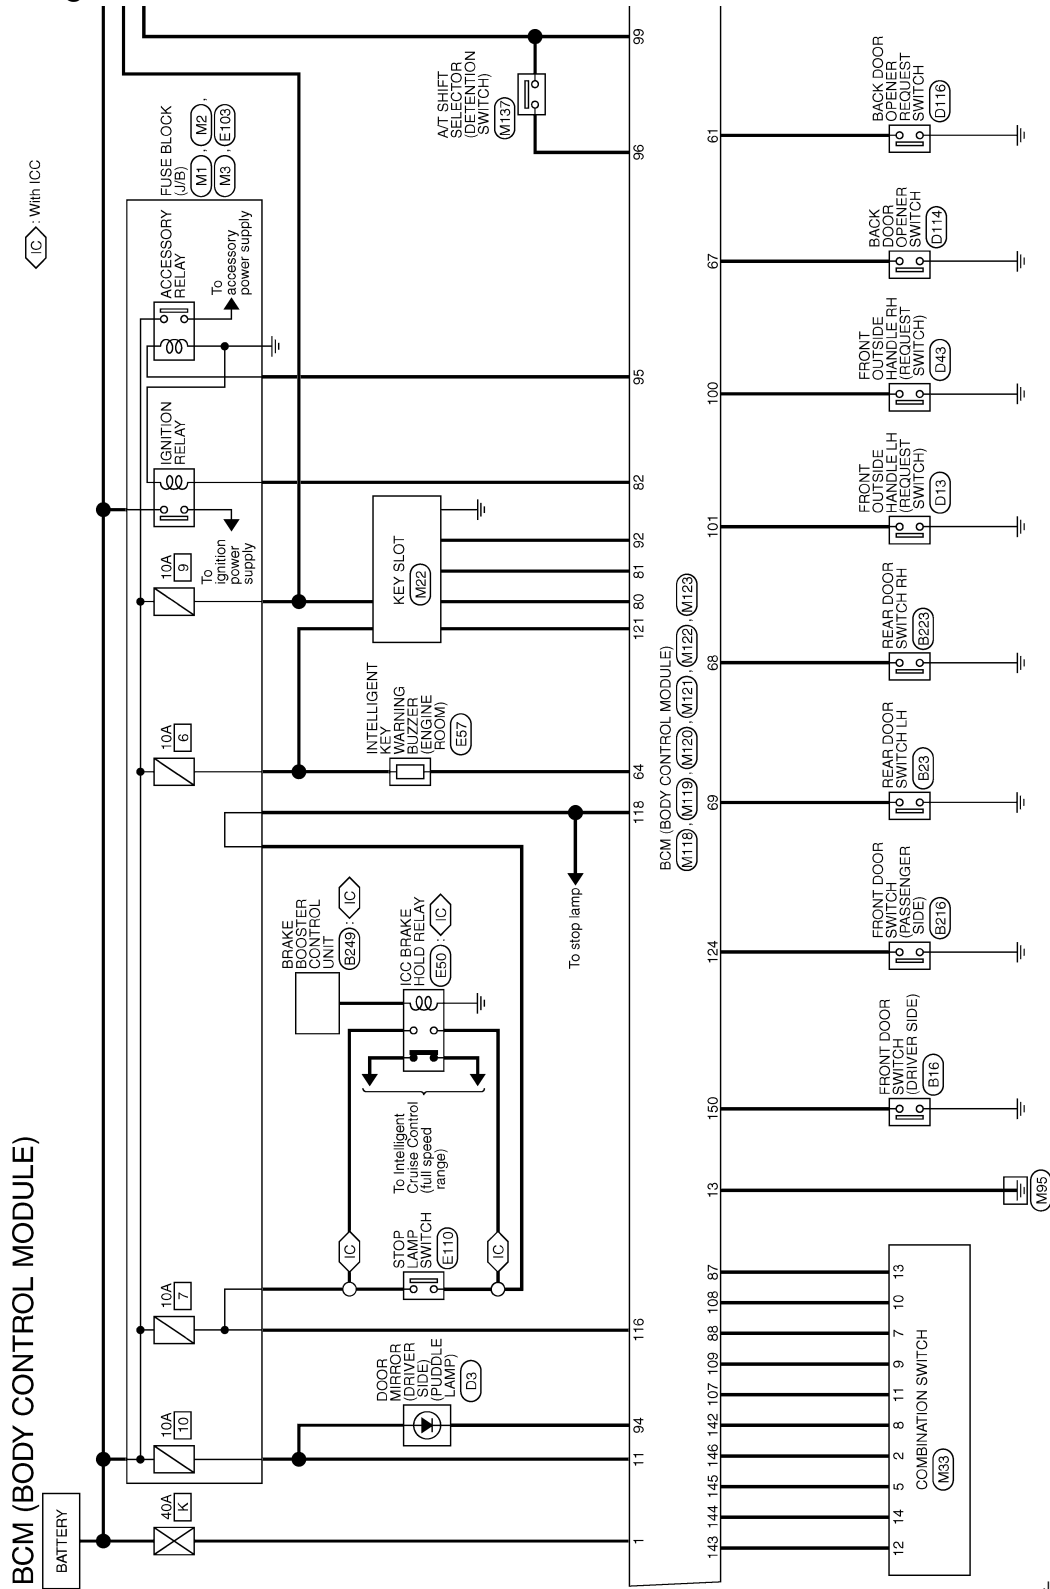 BCM (BODY CONTROL MODULE)
IC : With ICC
BATTERY
40A
K
10A
10
10A
7
10A
6
10A
9
To
ignition
power
supply
IGNITION
RELAY
ACCESSORY
RELAY
To
accessory
power supply
FUSE BLOCK
(J/B)
M1 , M2 ,
M3 , E103
DOOR
MIRROR
(DRIVER
SIDE)
(PUDDLE
LAMP)
D3
STOP
LAMP
SWITCH
E110
IC
IC
To Intelligent
Cruise Control
(full speed
range)
BRAKE
BOOSTER
CONTROL
UNIT
B249 : IC
ICC BRAKE
HOLD RELAY
E50 : IC
To stop lamp
INTELLIGENT
KEY
WARNING
BUZZER
(ENGINE
ROOM)
E57
KEY SLOT
M22
A/T SHIFT
SELECTOR
(DETENTION
SWITCH)
M137
1
11
94
116
118
64
121
80
81
92
82
95
96
99
BCM (BODY CONTROL MODULE)
M118 , M119 , M120 , M121 , M122 , M123
143
144
145
146
142
107
109
88
108
87
13
150
124
69
68
101
100
67
61
12
14
5
2
8
11
9
7
10
13
COMBINATION SWITCH
M33
M95
FRONT DOOR
SWITCH
(DRIVER SIDE)
B16
FRONT DOOR
SWITCH
(PASSENGER
SIDE)
B216
REAR DOOR
SWITCH LH
B23
REAR DOOR
SWITCH RH
B223
FRONT
OUTSIDE
HANDLE LH
(REQUEST
SWITCH)
D13
FRONT
OUTSIDE
HANDLE RH
(REQUEST
SWITCH)
D43
BACK
DOOR
OPENER
SWITCH
D114
BACK DOOR
OPENER
REQUEST
SWITCH
D116